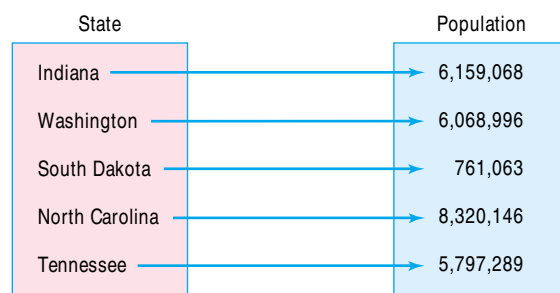 State Population
Indiana 6,159,068
Washington 6,068,996
South Dakota 761,063
North Carolina 8,320,146
Tennessee 5,797,289